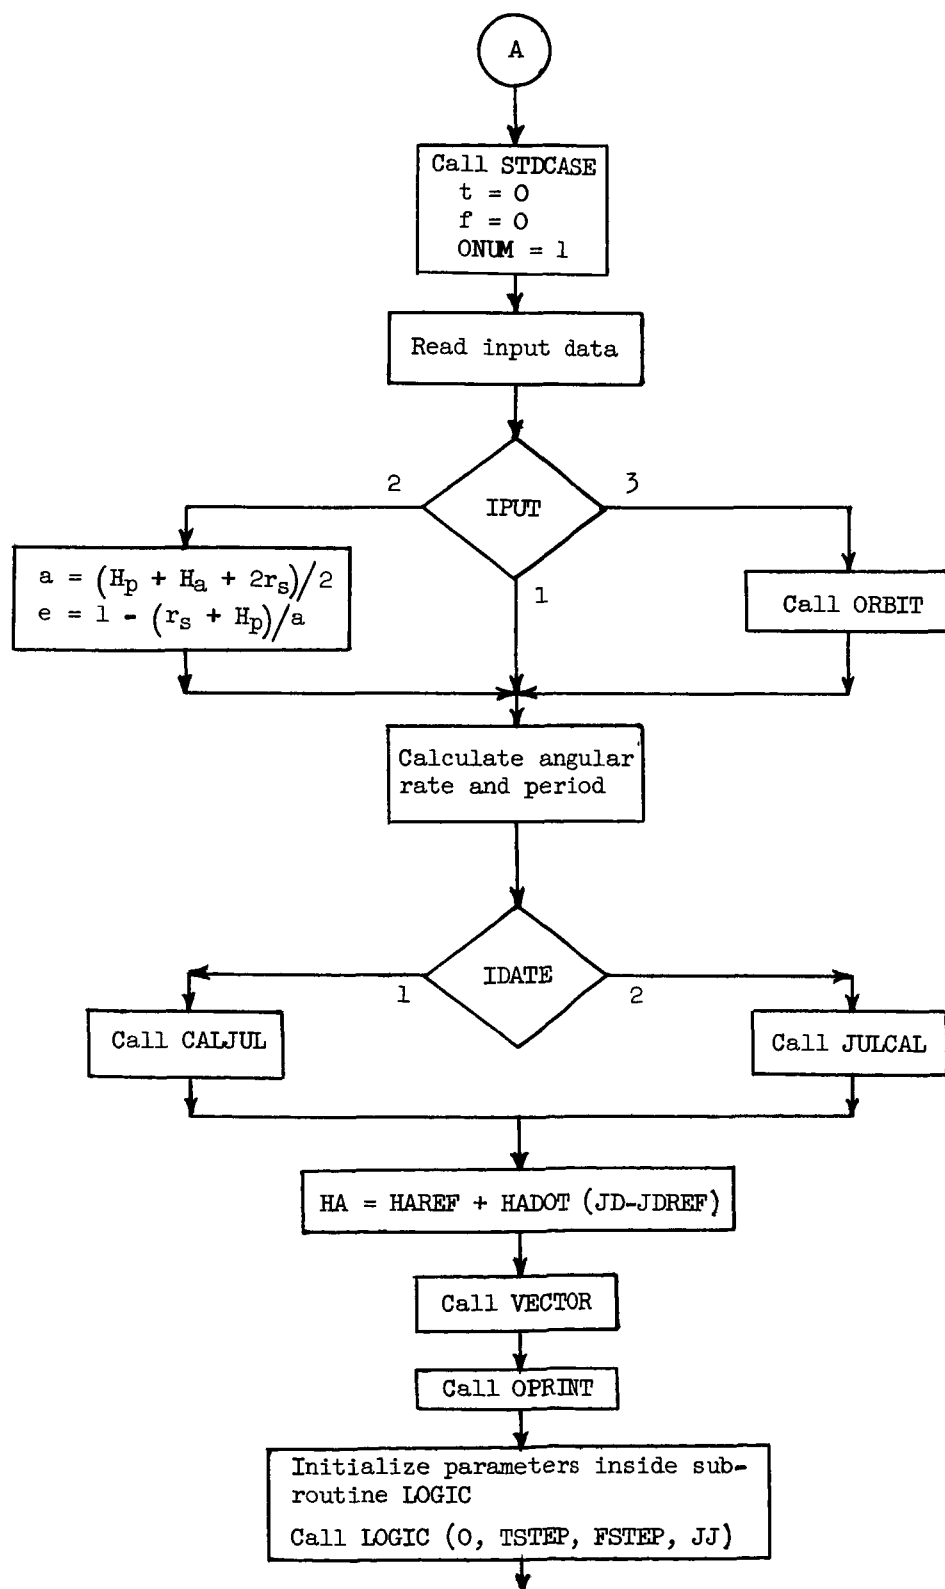 A
Call STDCASE
t = 0
f = 0
ONUM = 1
Read input data
2
IPUT
3
1
a = (Hp + Ha + 2rs)/2
e = 1 - (rs + Hp)/a
Call ORBIT
Calculate angular
rate and period
IDATE
1
2
Call CALJUL
Call JULCAL
HA = HAREF + HADOT (JD-JDREF)
Call VECTOR
Call OPRINT
Initialize parameters inside sub-
routine LOGIC
Call LOGIC (0, TSTEP, FSTEP, JJ)